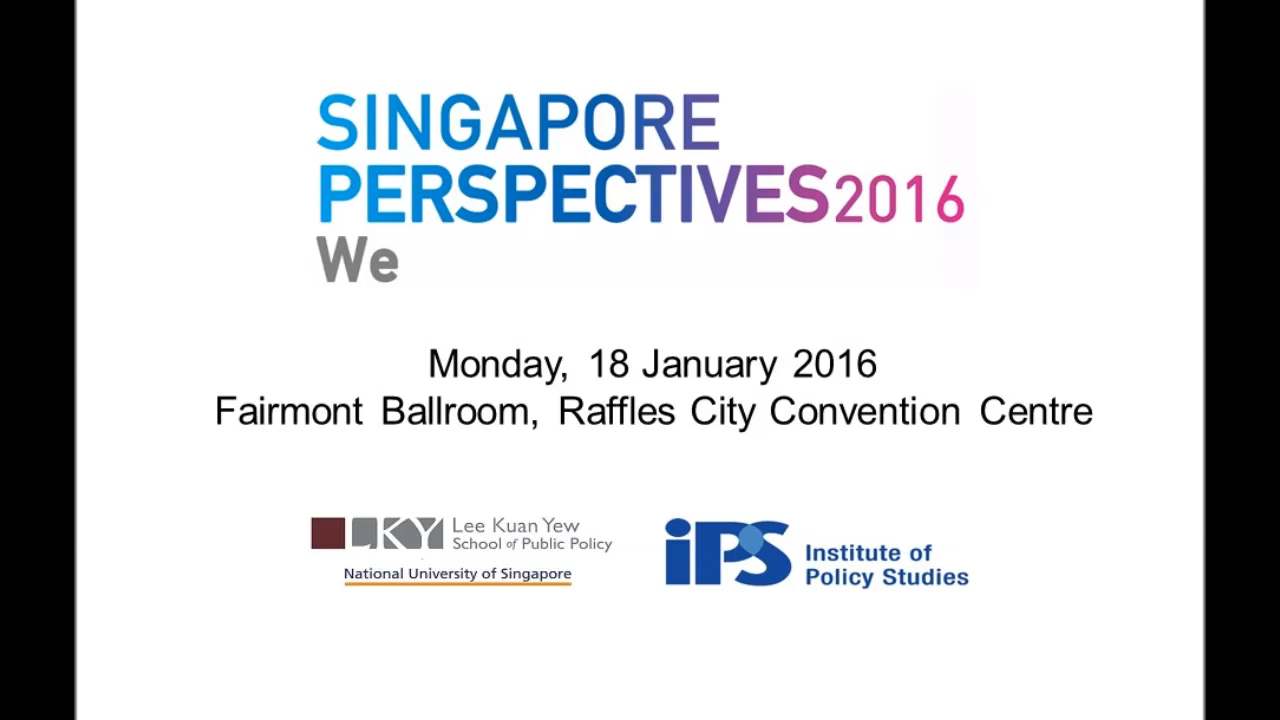 SINGAPORE
PERSPECTIVES2016
We
Monday, 18 January 2016
Fairmont Ballroom, Raffles City Convention Centre
LKY Lee Kuan Yew
School of Public Policy
National University of Singapore
iPS Institute of
Policy Studies